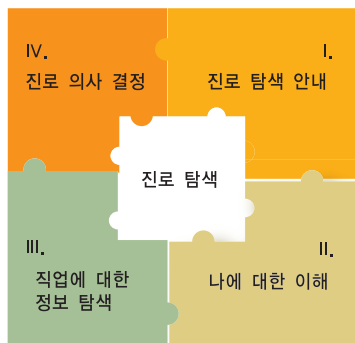 IV.
진로 의사 결정
I.
진로 탐색 안내
진로 탐색
III.
직업에 대한
정보 탐색
II.
나에 대한 이해